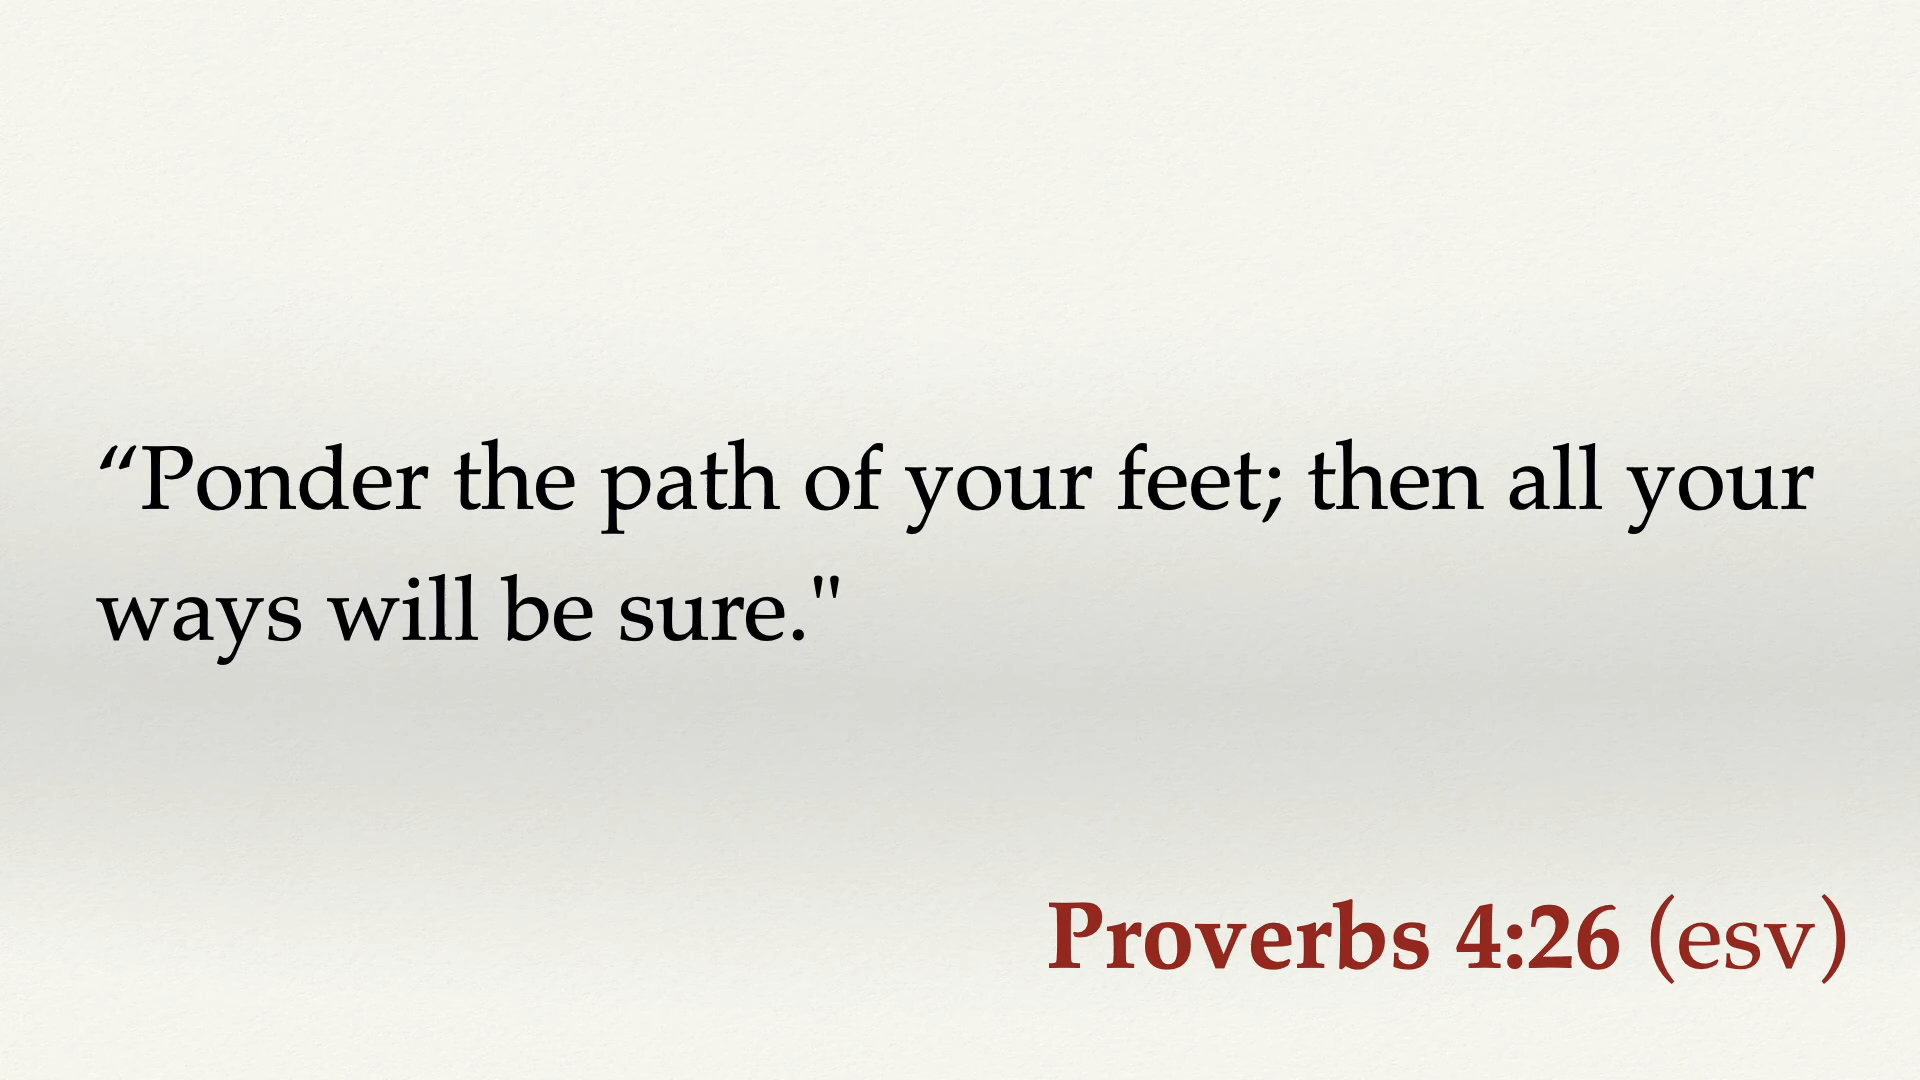 “Ponder the path of your feet; then all your
ways will be sure."
Proverbs 4:26 (esv)